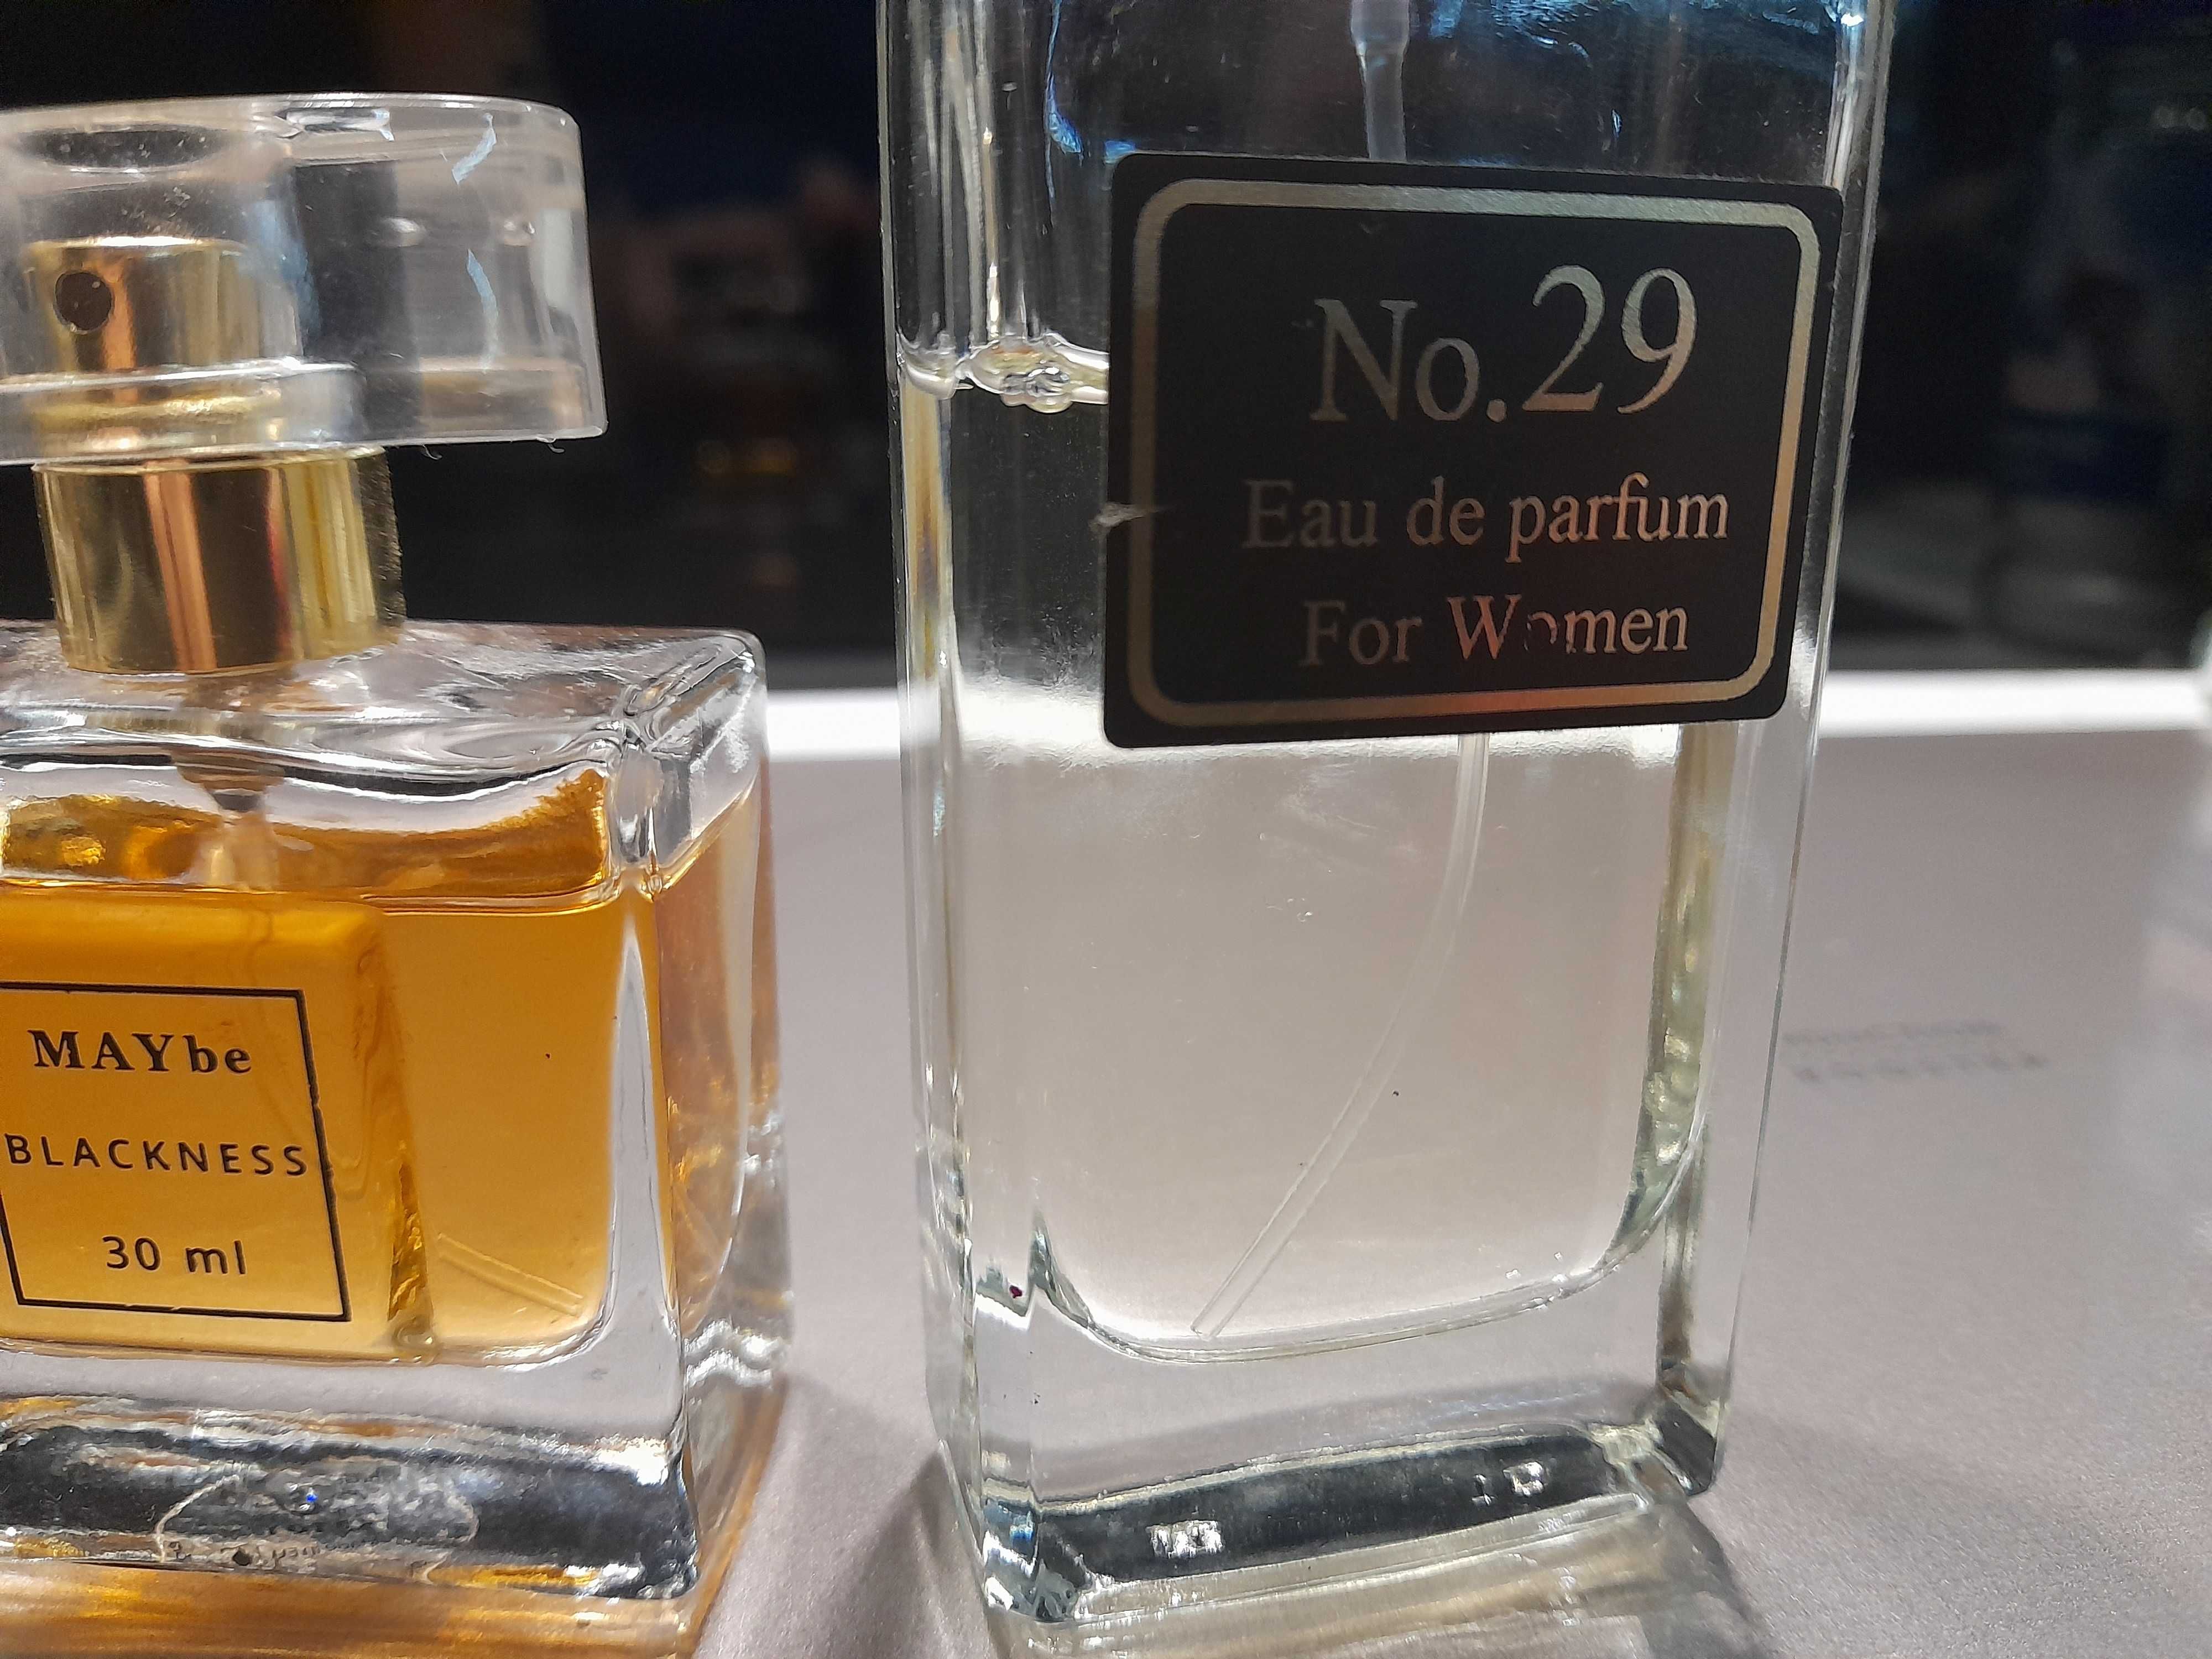 MAYbe
BLACKNESS
30 ml
No.29
Eau de parfum
For Women